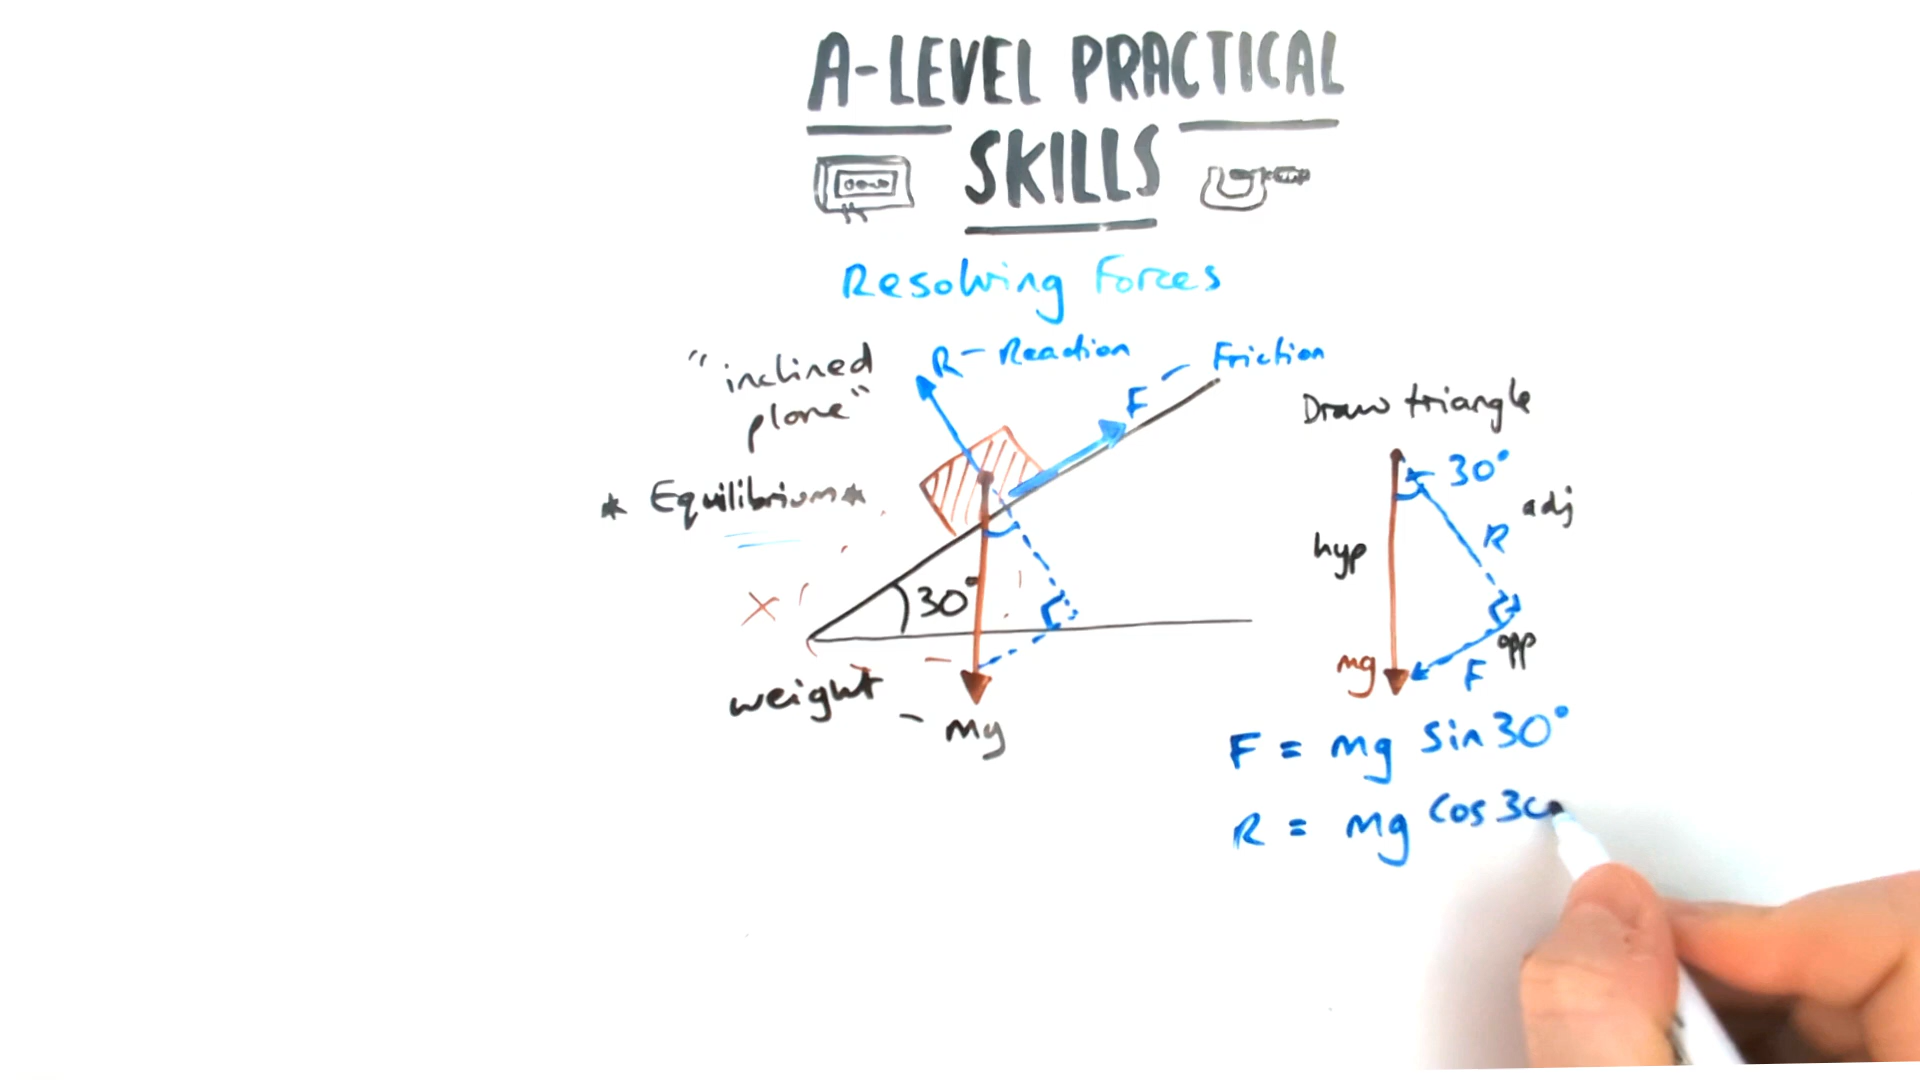 A-LEVEL PRACTICAL
SKILLS
Resolving Forces
"inclined
plane"
R - Reaction
F - Friction
* Equilibrium *
30°
weight - mg
Draw triangle
30°
adj
R
hyp
opp
F
mg
F = mg sin 30°
R = mg cos 30